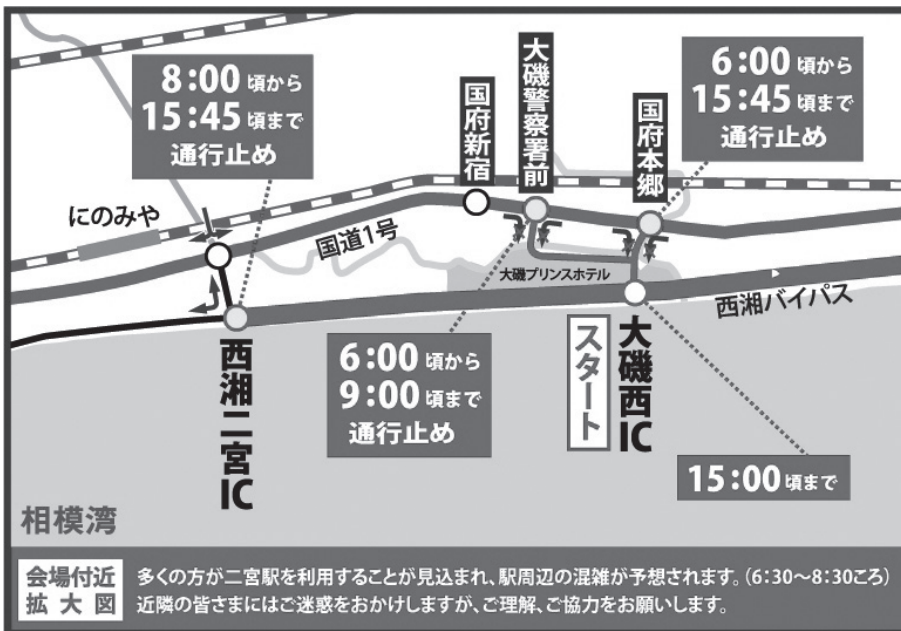 8:00 頃から
15:45 頃まで
通行止め
国府新宿
大磯警察署前
国府本郷
6:00 頃から
15:45 頃まで
通行止め
にのみや
国道1号
大磯プリンスホテル
西湘バイパス
西湘二宮IC
6:00 頃から
9:00 頃まで
通行止め
スタート
大磯西IC
15:00 頃まで
相模湾
会場付近
拡大図
多くの方が二宮駅を利用することが見込まれ、駅周辺の混雑が予想されます。(6:30〜8:30ころ)
近隣の皆さまにはご迷惑をおかけしますが、ご理解、ご協力をお願いします。